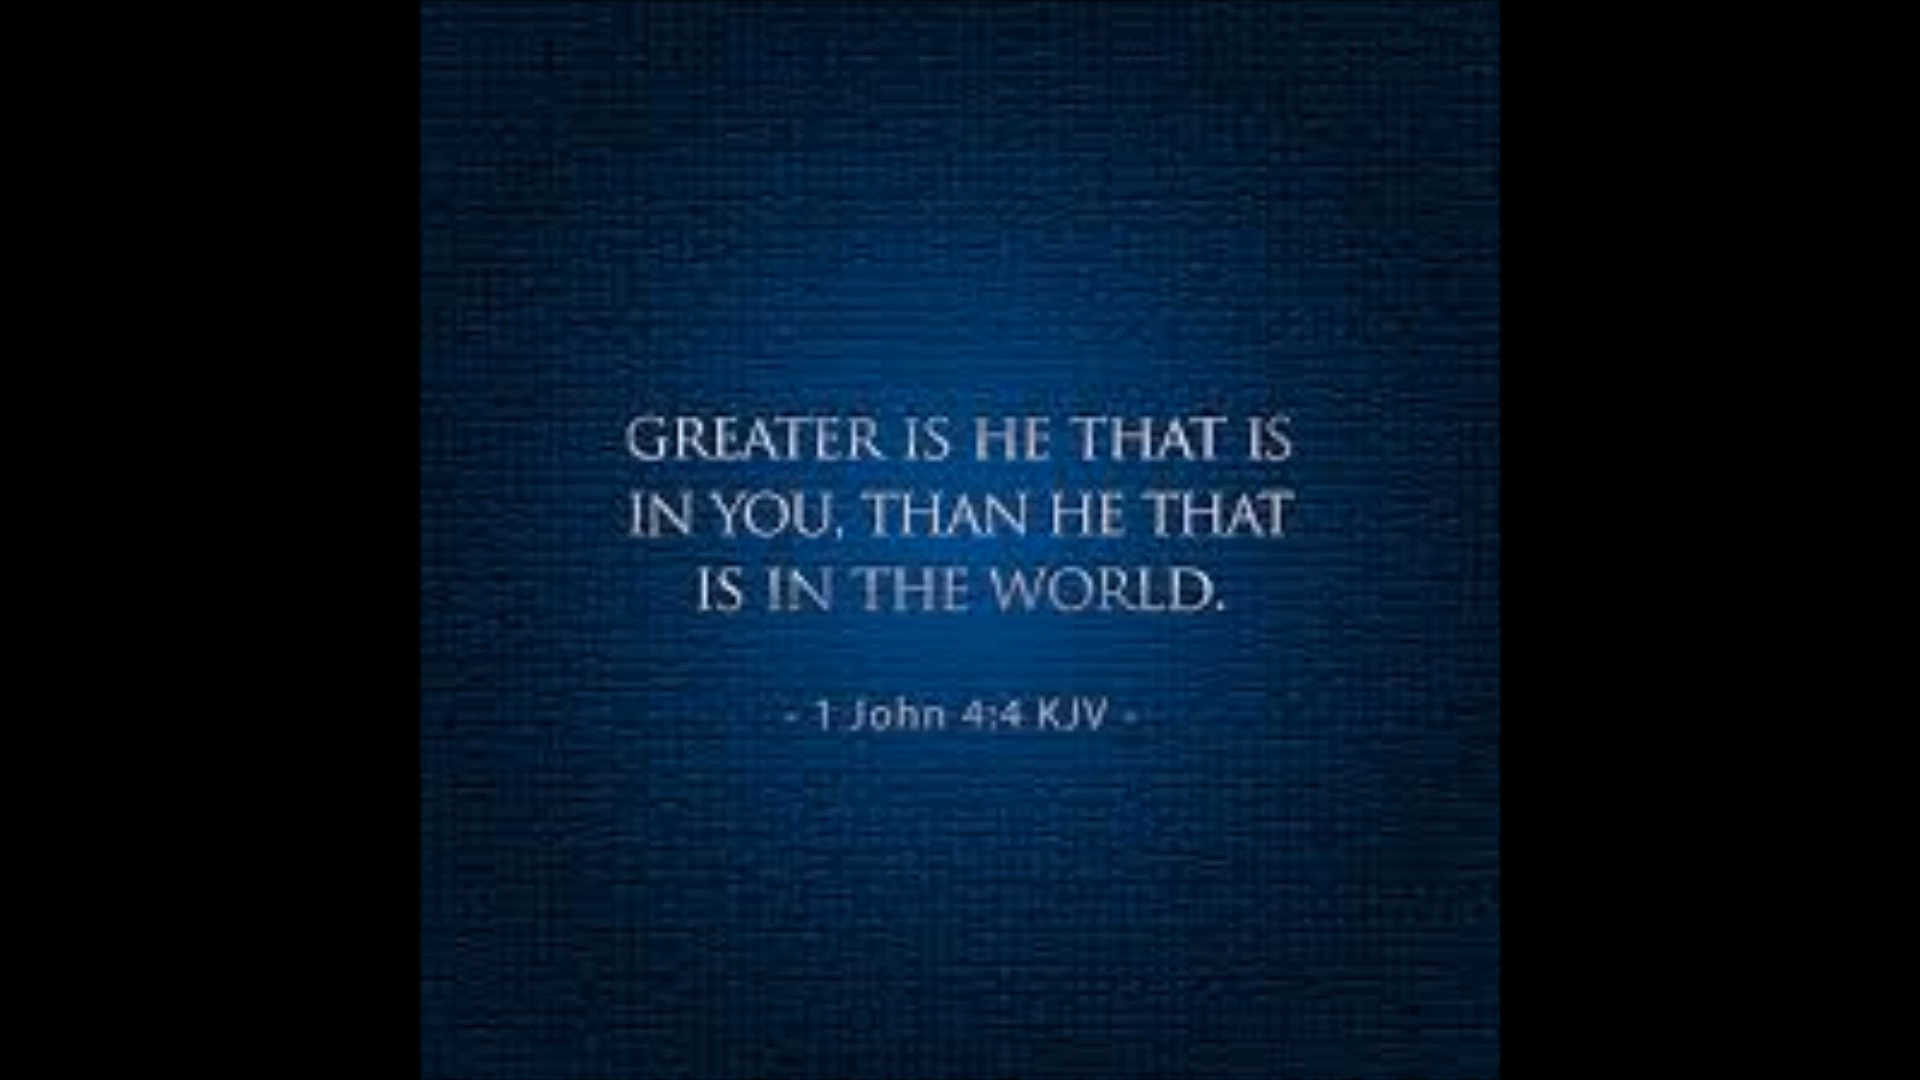 GREATER IS HE THAT IS
IN YOU, THAN HE THAT
IS IN THE WORLD.
- 1 John 4:4 KJV -